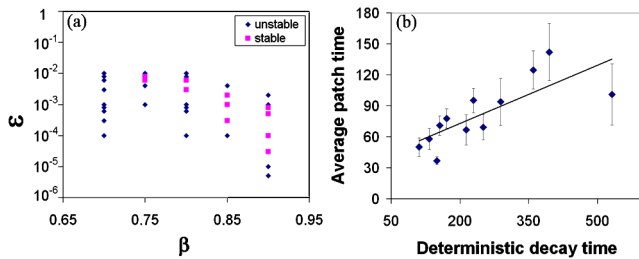 (a)
unstable
stable
1
10-1
10-2
10-3
10-4
10-5
10-6
ε
0.65 0.75 0.85 0.95
β
(b)
180
150
120
90
60
30
0
Average patch time
50 200 350 500
Deterministic decay time